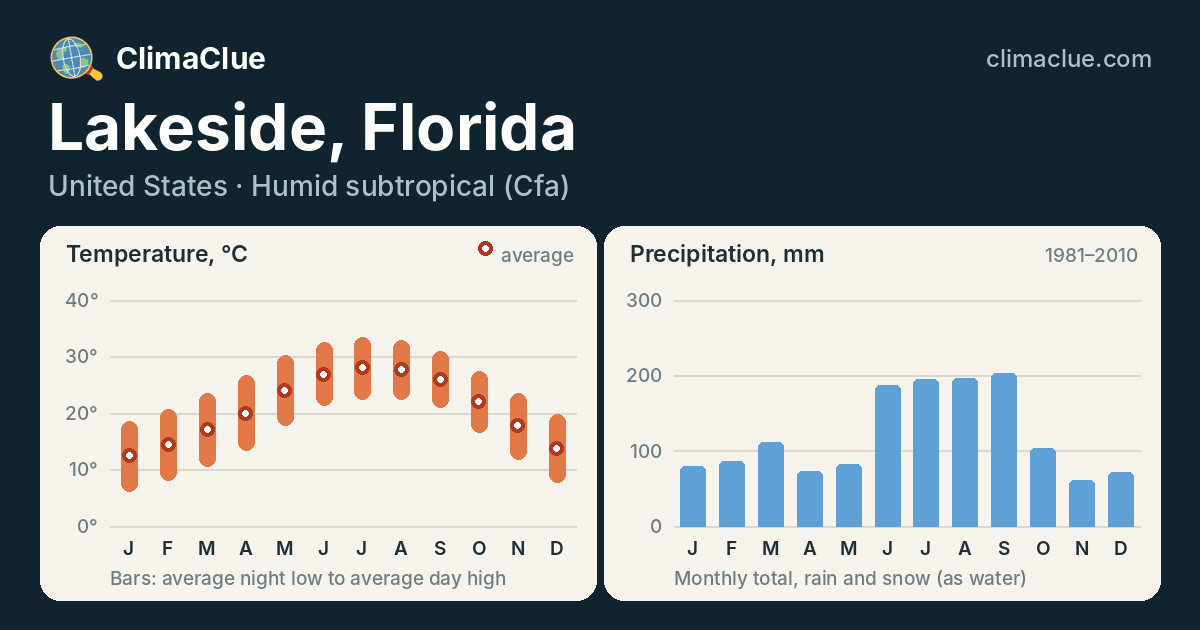 ClimaClue
climaclue.com
Lakeside, Florida
United States · Humid subtropical (Cfa)
Temperature, °C
average
40°
30°
20°
10°
0°
J F M A M J J A S O N D
Bars: average night low to average day high
Precipitation, mm
1981–2010
300
200
100
0
J F M A M J J A S O N D
Monthly total, rain and snow (as water)